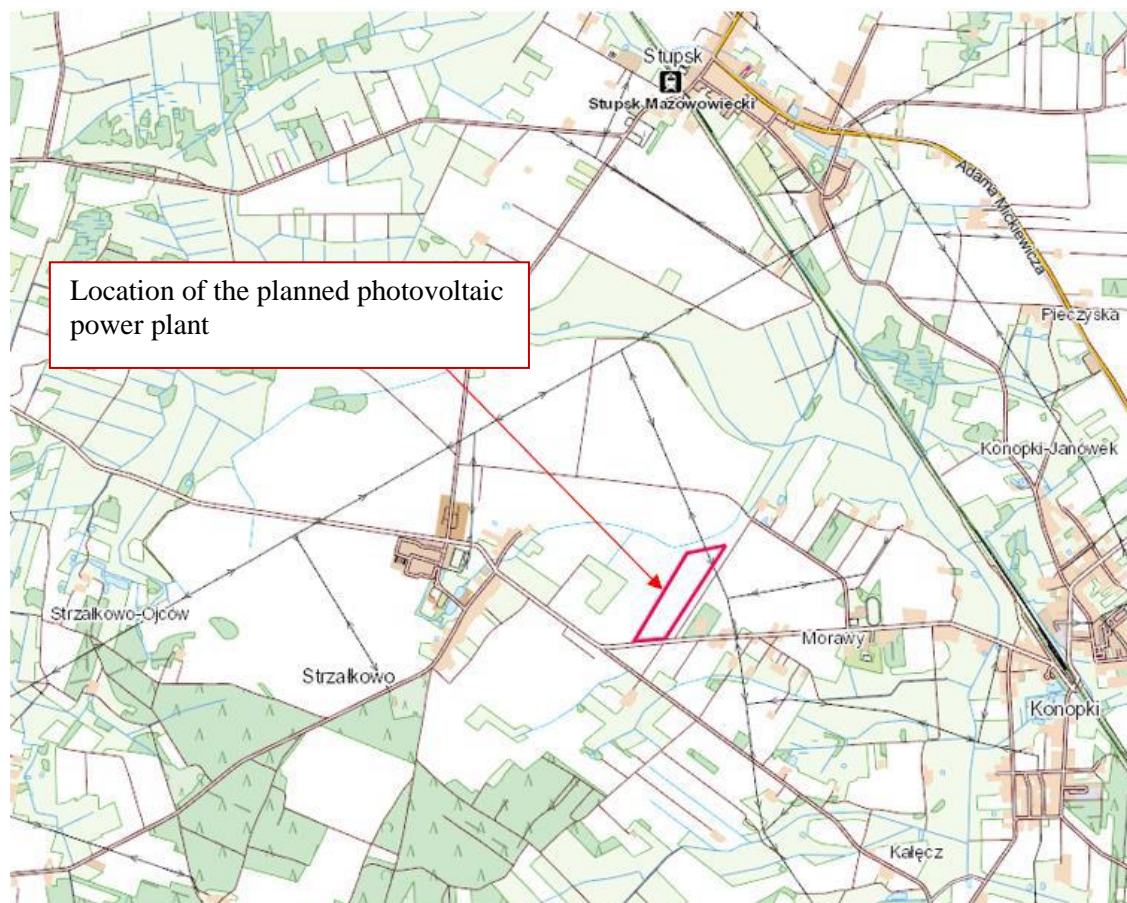 Stupsk
Stupsk Mazowowiecki
Adama Mickiewicza
Location of the planned photovoltaic
power plant
Pieczyska
Konopki-Janówek
Strzałkowo-Ojców
Morawy
Strzałkowo
Konopki
Kałęcz